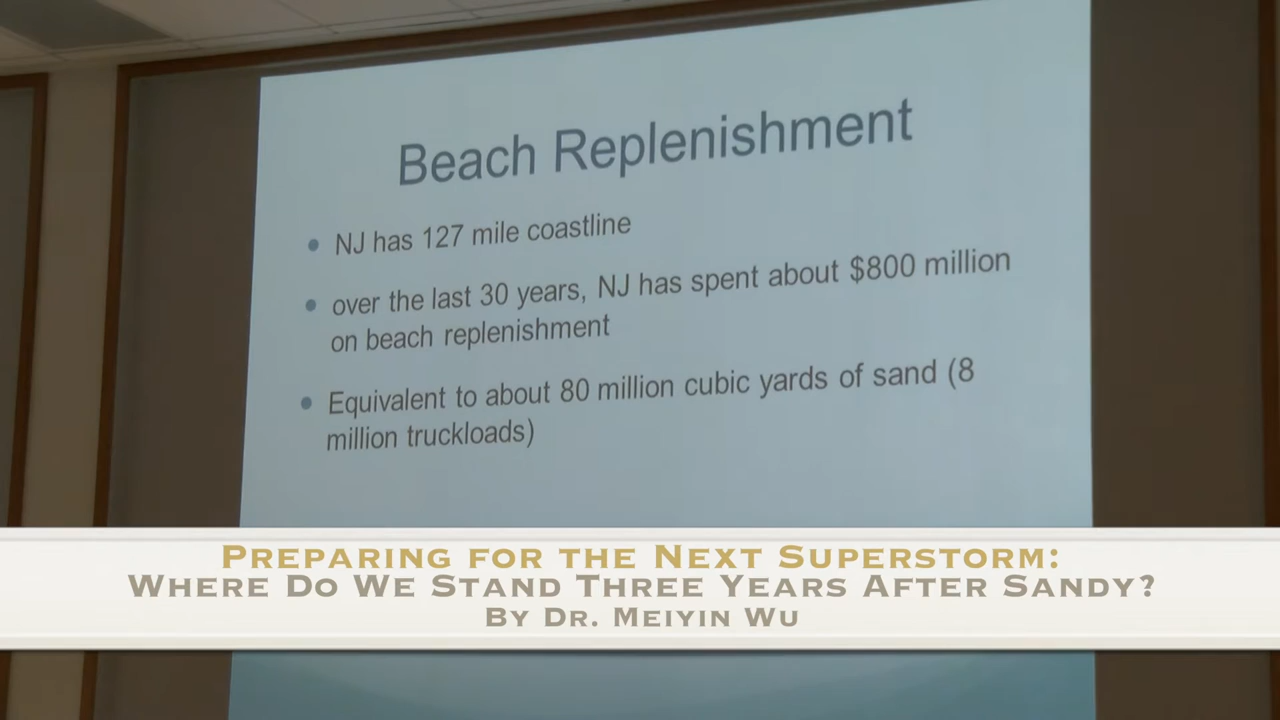 Beach Replenishment
• NJ has 127 mile coastline
• over the last 30 years, NJ has spent about $800 million
on beach replenishment
• Equivalent to about 80 million cubic yards of sand (8
million truckloads)
Preparing for the Next Superstorm:
Where Do We Stand Three Years After Sandy?
By Dr. Meiyin Wu